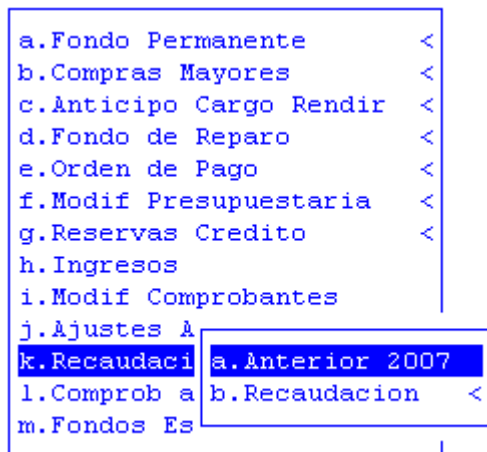 a.Fondo Permanente <
b.Compras Mayores <
c.Anticipo Cargo Rendir <
d.Fondo de Reparo <
e.Orden de Pago <
f.Modif Presupuestaria <
g.Reservas Credito <
h.Ingresos
i.Modif Comprobantes
j.Ajustes A
k.Recaudaci
l.Comprob a
m.Fondos Es
a.Anterior 2007
b.Recaudacion <